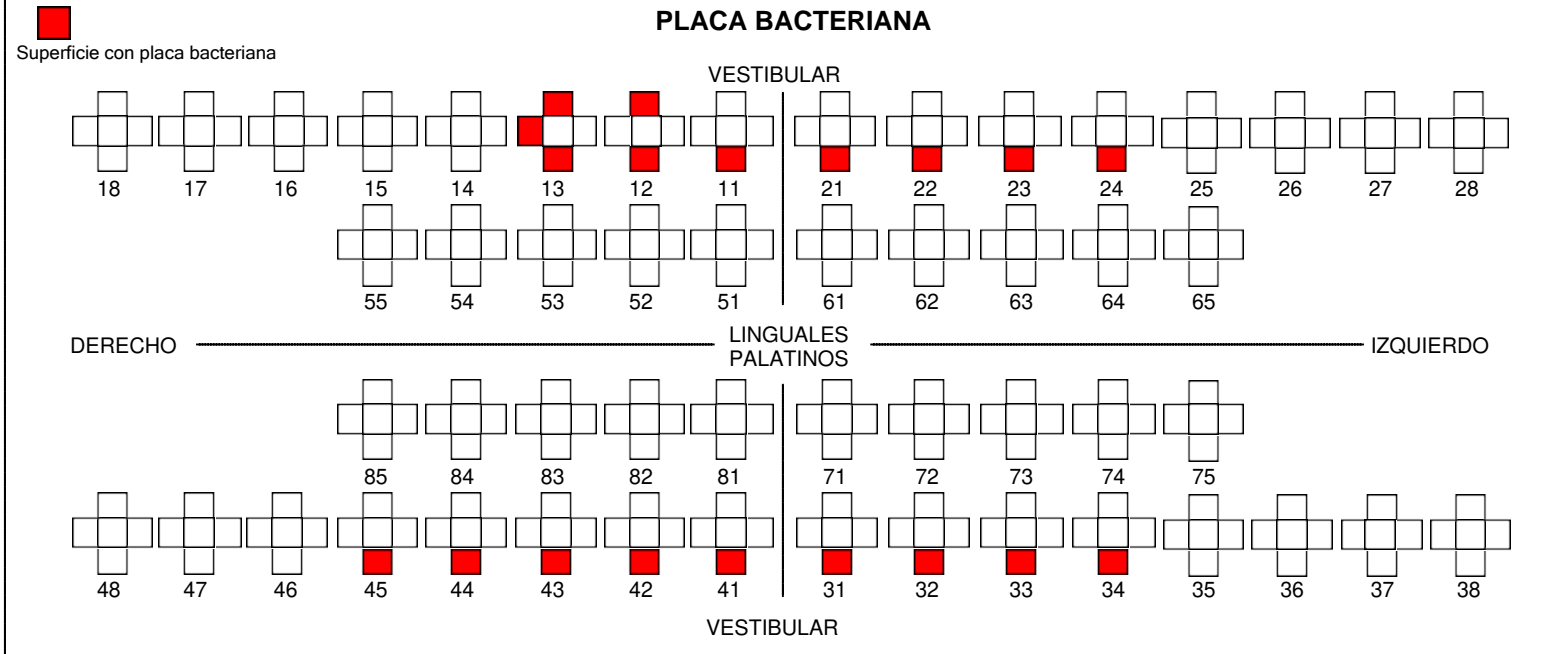 PLACA BACTERIANA
Superficie con placa bacteriana
VESTIBULAR
18 17 16 15 14 13 12 11 21 22 23 24 25 26 27 28
55 54 53 52 51 61 62 63 64 65
DERECHO LINGUALES PALATINOS IZQUIERDO
85 84 83 82 81 71 72 73 74 75
48 47 46 45 44 43 42 41 31 32 33 34 35 36 37 38
VESTIBULAR